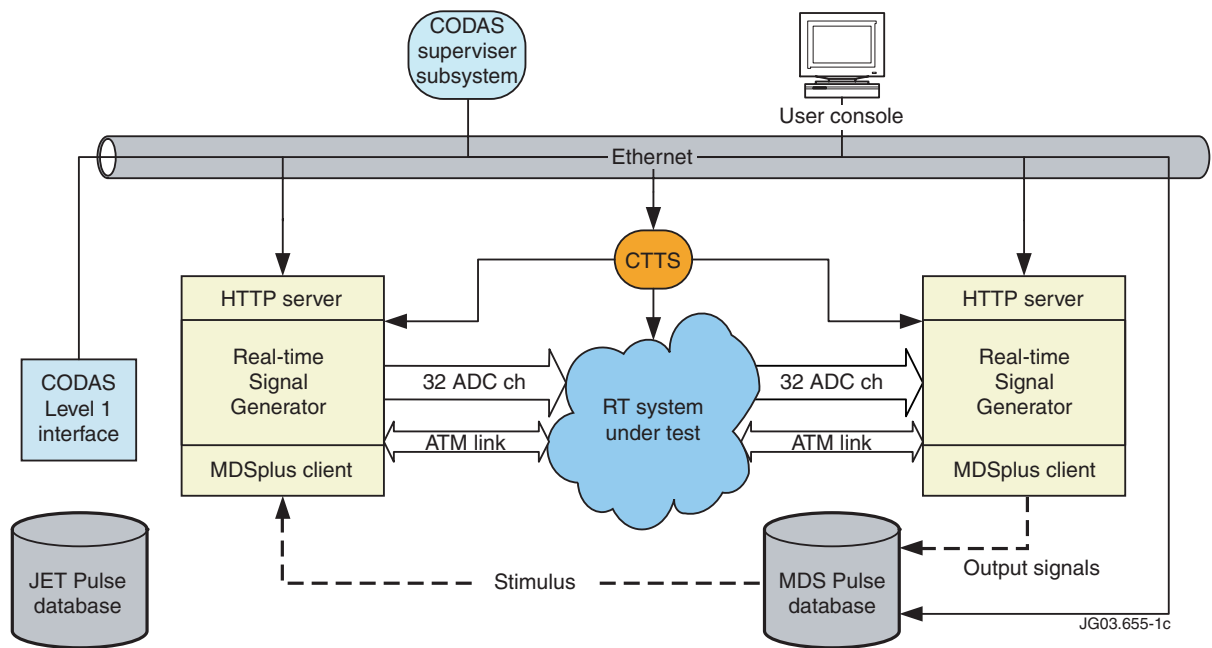 CODAS
superviser
subsystem
User console
Ethernet
CTTS
HTTP server
HTTP server
Real-time
Signal
Generator
32 ADC ch
RT system
under test
32 ADC ch
Real-time
Signal
Generator
CODAS
Level 1
interface
ATM link
ATM link
MDSplus client
MDSplus client
JET Pulse
database
Stimulus
MDS Pulse
database
Output signals
JG03.655-1c